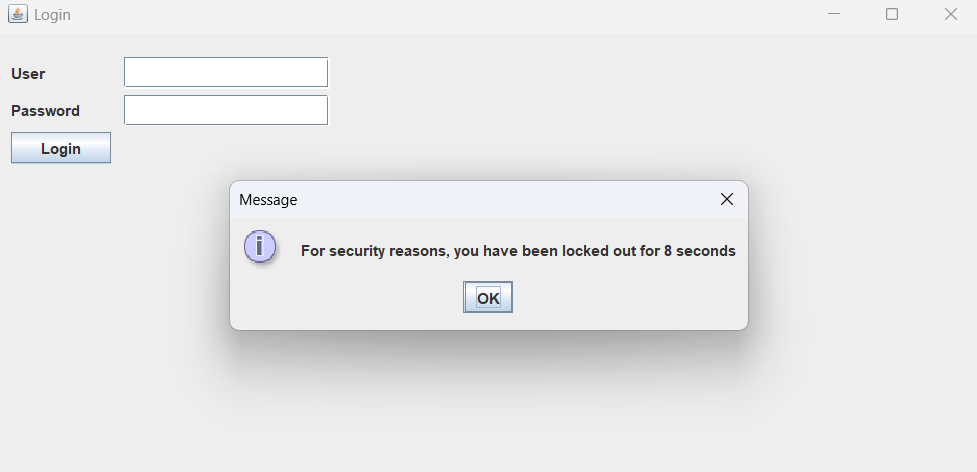 Login
User
Password
Login
Message
For security reasons, you have been locked out for 8 seconds
OK